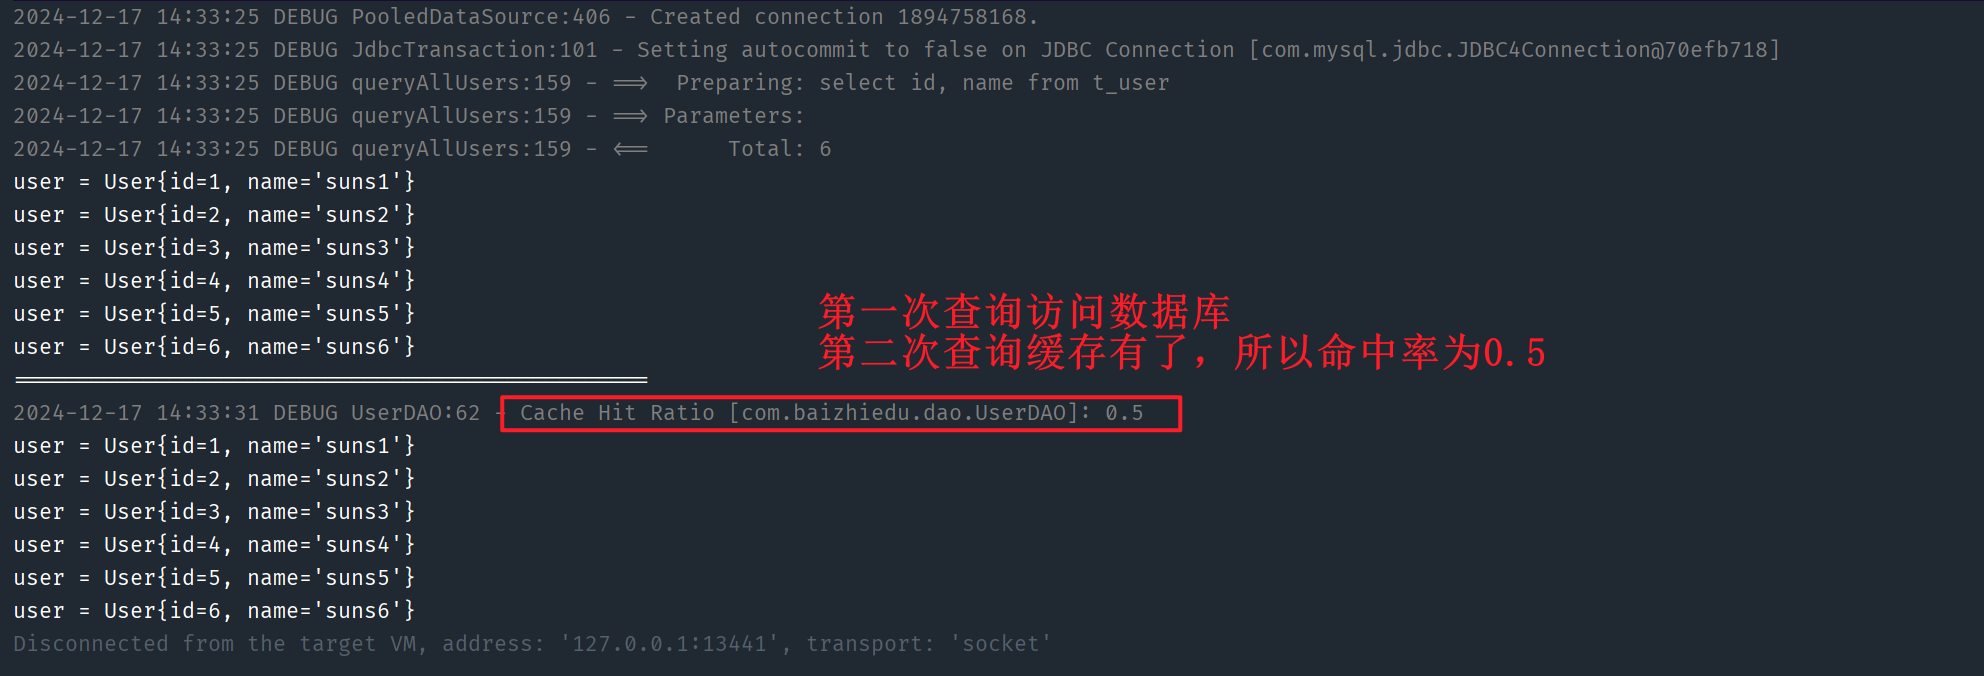 2024-12-17 14:33:25 DEBUG PooledDataSource:406 - Created connection 1894758168.
2024-12-17 14:33:25 DEBUG JdbcTransaction:101 - Setting autocommit to false on JDBC Connection [com.mysql.jdbc.JDBC4Connection@70efb718]
2024-12-17 14:33:25 DEBUG queryAllUsers:159 - ==>  Preparing: select id, name from t_user
2024-12-17 14:33:25 DEBUG queryAllUsers:159 - ==> Parameters:
2024-12-17 14:33:25 DEBUG queryAllUsers:159 - <==      Total: 6
user = User{id=1, name='suns1'}
user = User{id=2, name='suns2'}
user = User{id=3, name='suns3'}
user = User{id=4, name='suns4'}
user = User{id=5, name='suns5'}
user = User{id=6, name='suns6'}
第一次查询访问数据库
第二次查询缓存有了，所以命中率为0.5
=================================================
2024-12-17 14:33:31 DEBUG UserDAO:62 - Cache Hit Ratio [com.baizhiedu.dao.UserDAO]: 0.5
user = User{id=1, name='suns1'}
user = User{id=2, name='suns2'}
user = User{id=3, name='suns3'}
user = User{id=4, name='suns4'}
user = User{id=5, name='suns5'}
user = User{id=6, name='suns6'}
Disconnected from the target VM, address: '127.0.0.1:13441', transport: 'socket'